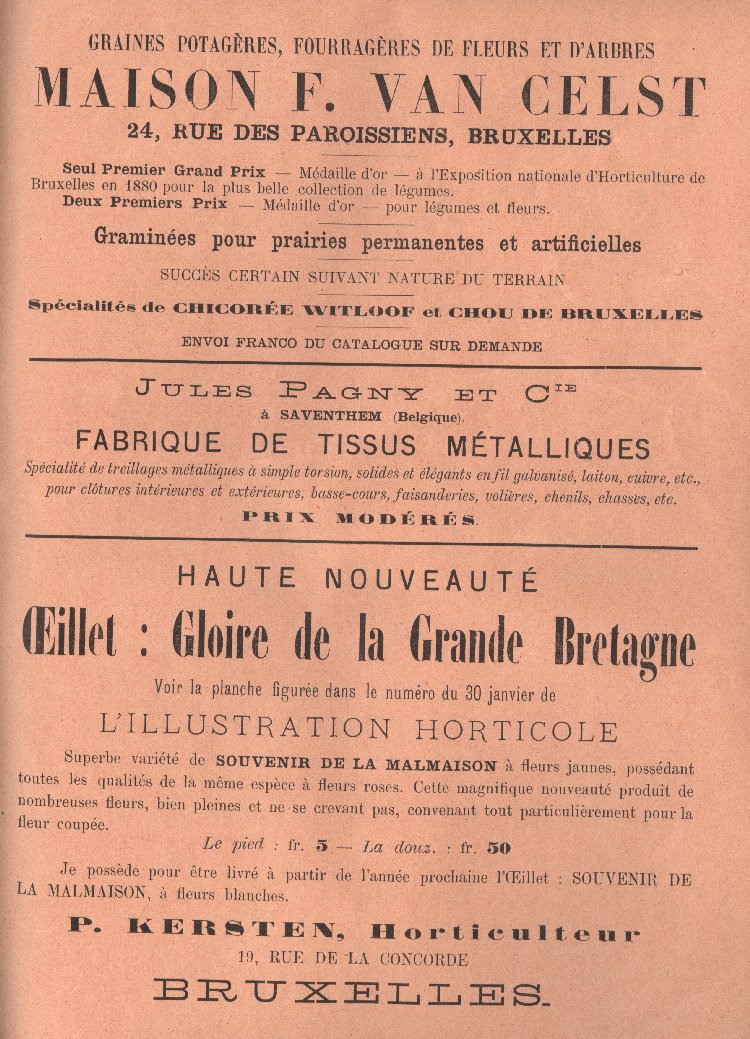 GRAINES POTAGÈRES, FOURRAGÈRES DE FLEURS ET D'ARBRES
MAISON F. VAN CELST
24, RUE DES PAROISSIENS, BRUXELLES
Seul Premier Grand Prix — Médaille d'or — à l'Exposition nationale d'Horticulture de
Bruxelles en 1880 pour la plus belle collection de légumes.
Deux Premiers Prix — Médaille d'or — pour légumes et fleurs.
Graminées pour prairies permanentes et artificielles
SUCCÈS CERTAIN SUIVANT NATURE DU TERRAIN
Spécialités de CHICORÉE WITLOOF et CHOU DE BRUXELLES
ENVOI FRANCO DU CATALOGUE SUR DEMANDE
JULES PAGNY ET CIE
à SAVENTHEM (Belgique).
FABRIQUE DE TISSUS MÉTALLIQUES
Spécialité de treillages métalliques à simple torsion, solides et élégants en fil galvanisé, laiton, cuivre, etc.,
pour clôtures intérieures et extérieures, basse-cours, faisanderies, volières, chenils, chasses, etc.
PRIX MODÉRÉS.
HAUTE NOUVEAUTÉ
Œillet : Gloire de la Grande Bretagne
Voir la planche figurée dans le numéro du 30 janvier de
L'ILLUSTRATION HORTICOLE
Superbe variété de SOUVENIR DE LA MALMAISON à fleurs jaunes, possédant
toutes les qualités de la même espèce à fleurs roses. Cette magnifique nouveauté produit de
nombreuses fleurs, bien pleines et ne se crevant pas, convenant tout particulièrement pour la
fleur coupée.
Le pied : fr. 5 — La douz. : fr. 50
Je possède pour être livré à partir de l'année prochaine l'Œillet : SOUVENIR DE
LA MALMAISON, à fleurs blanches.
P. KERSTEN, Horticulteur
19, RUE DE LA CONCORDE
BRUXELLES.